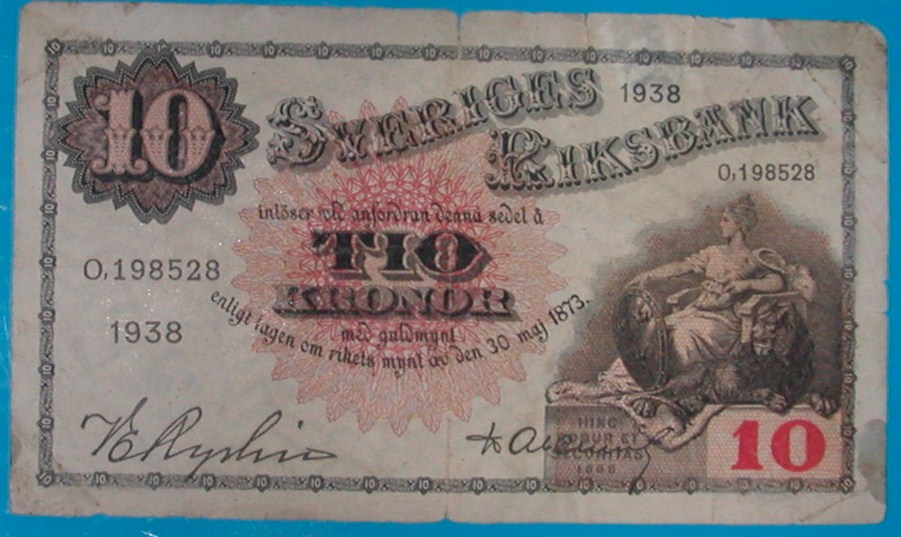 10
SVERIGES
RIKSBANK
1938
O,198528
inlöser vid anfordran denna sedel å
TIO
KRONOR
med guldmynt
enligt lagen om rikets mynt av den 30 maj 1873.
O,198528
1938
HINC
ROBUR ET
SECURITAS
1668
10